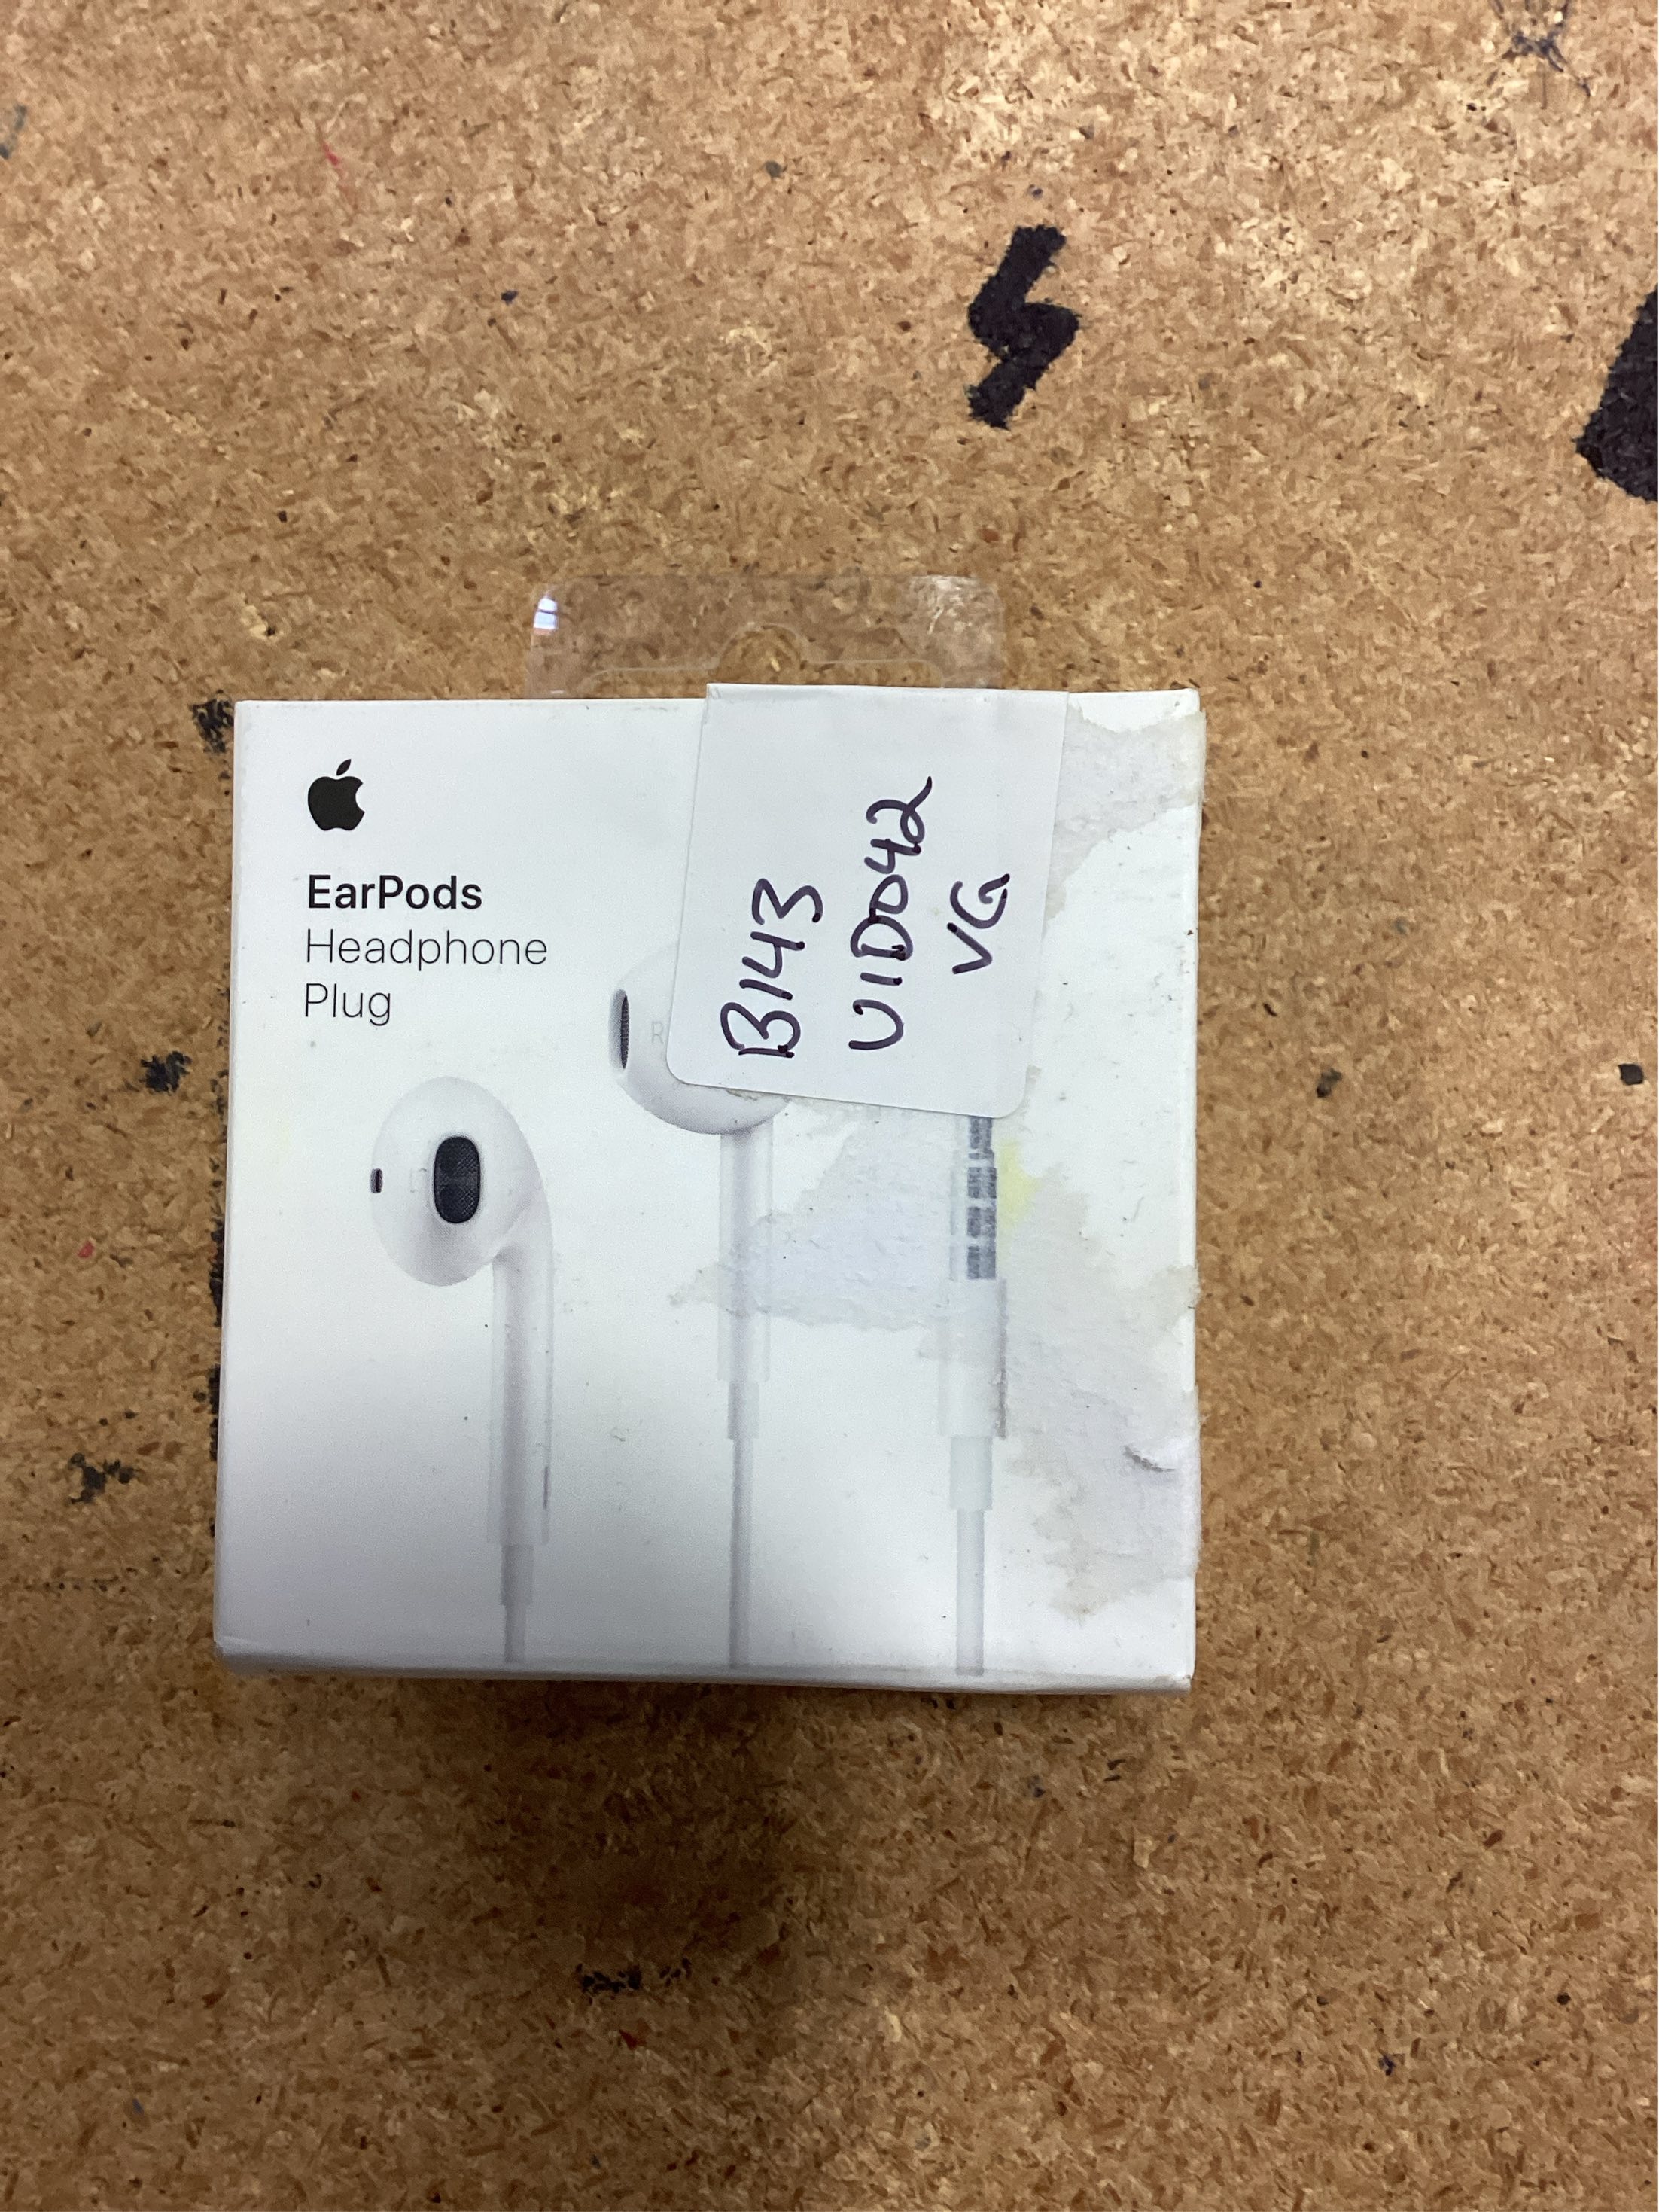 EarPods
Headphone
Plug
R
B143
U1D042
VG